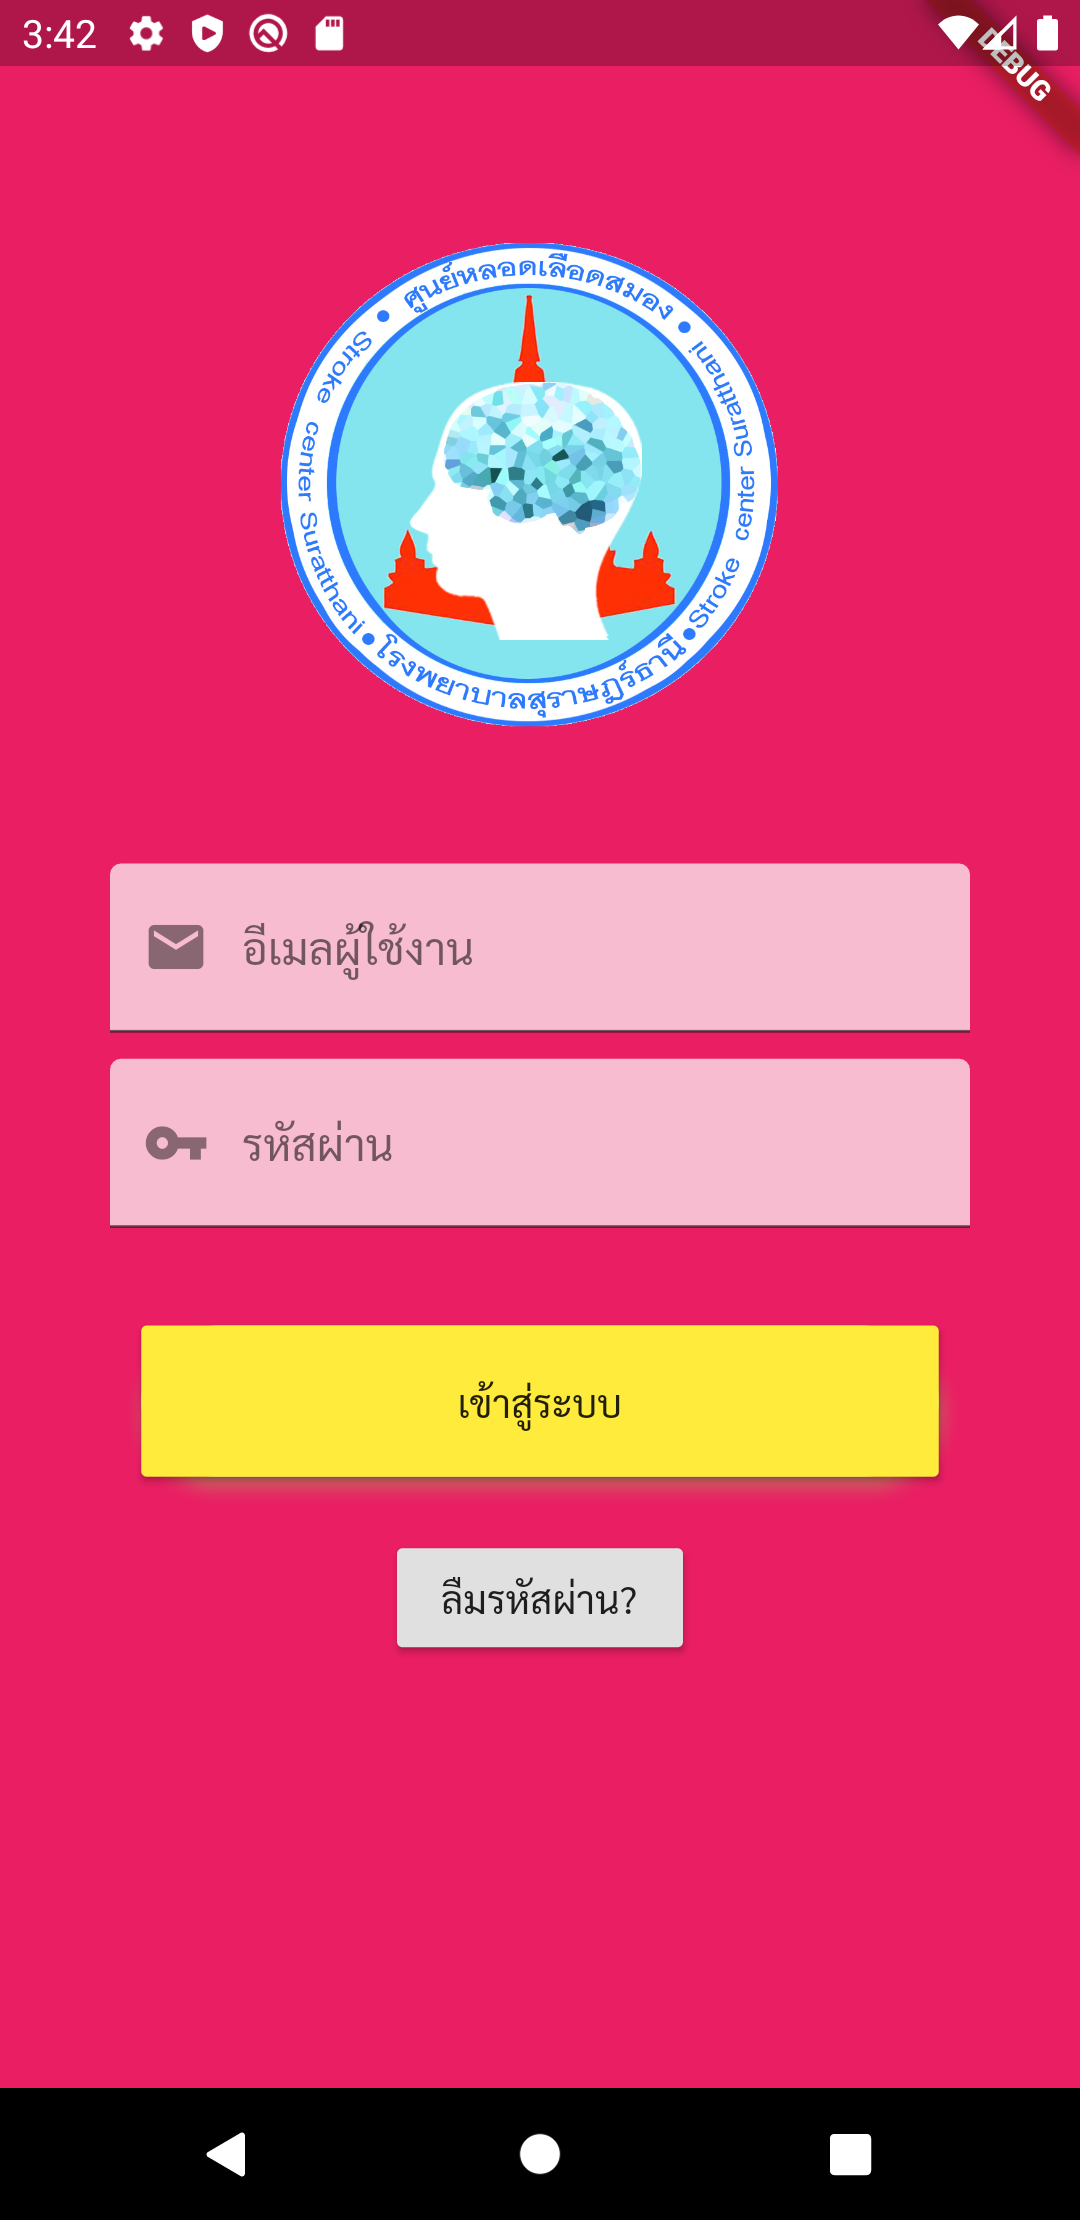 3:42
DEBUG
ศูนย์หลอดเลือดสมอง
Stroke center Suratthani
Stroke center Suratthani
โรงพยาบาลสุราษฎร์ธานี
อีเมลผู้ใช้งาน
รหัสผ่าน
เข้าสู่ระบบ
ลืมรหัสผ่าน?